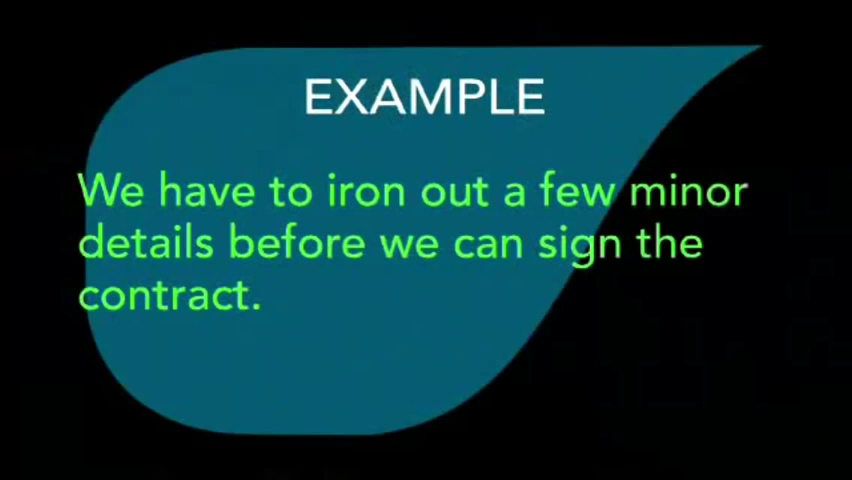 EXAMPLE
We have to iron out a few minor
details before we can sign the
contract.